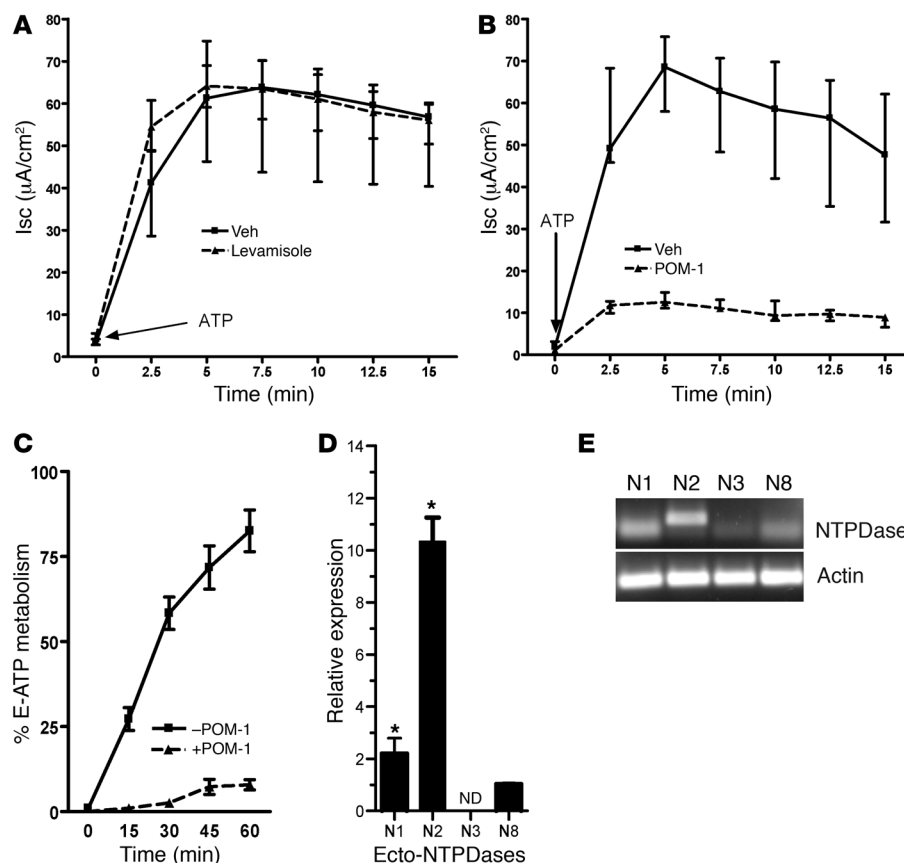 A
80
70
60
50
40
30
20
10
0
Isc (μA/cm²)
Veh
Levamisole
ATP
0 2.5 5 7.5 10 12.5 15
Time (min)
B
80
70
60
50
40
30
20
10
0
Isc (μA/cm²)
ATP
Veh
POM-1
0 2.5 5 7.5 10 12.5 15
Time (min)
C
100
75
50
25
0
% E-ATP metabolism
–POM-1
+POM-1
0 15 30 45 60
Time (min)
D
14
12
10
8
6
4
2
0
Relative expression
*
*
ND
N1 N2 N3 N8
Ecto-NTPDases
E
N1 N2 N3 N8
NTPDase
Actin